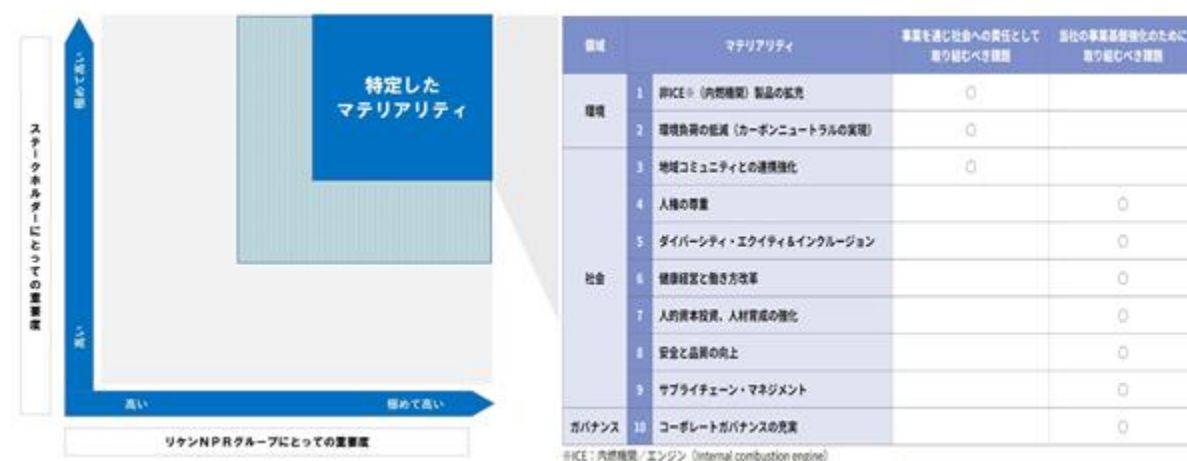 ステークホルダーにとっての重要度
極めて高い
高い
特定した
マテリアリティ
高い
極めて高い
リケンNPRグループにとっての重要度
領域
マテリアリティ
事業を通じ社会への責任として
取り組むべき課題
当社の事業基盤強化のために
取り組むべき課題
環境
1 非ICE※(内燃機関)製品の拡充 ○
2 環境負荷の低減(カーボンニュートラルの実現) ○
社会
3 地域コミュニティとの連携強化 ○
4 人権の尊重 ○
5 ダイバーシティ・エクイティ&インクルージョン ○
6 健康経営と働き方改革 ○
7 人的資本投資、人材育成の強化 ○
8 安全と品質の向上 ○
9 サプライチェーン・マネジメント ○
ガバナンス
10 コーポレートガバナンスの充実 ○
※ICE:内燃機関/エンジン(Internal combustion engine)